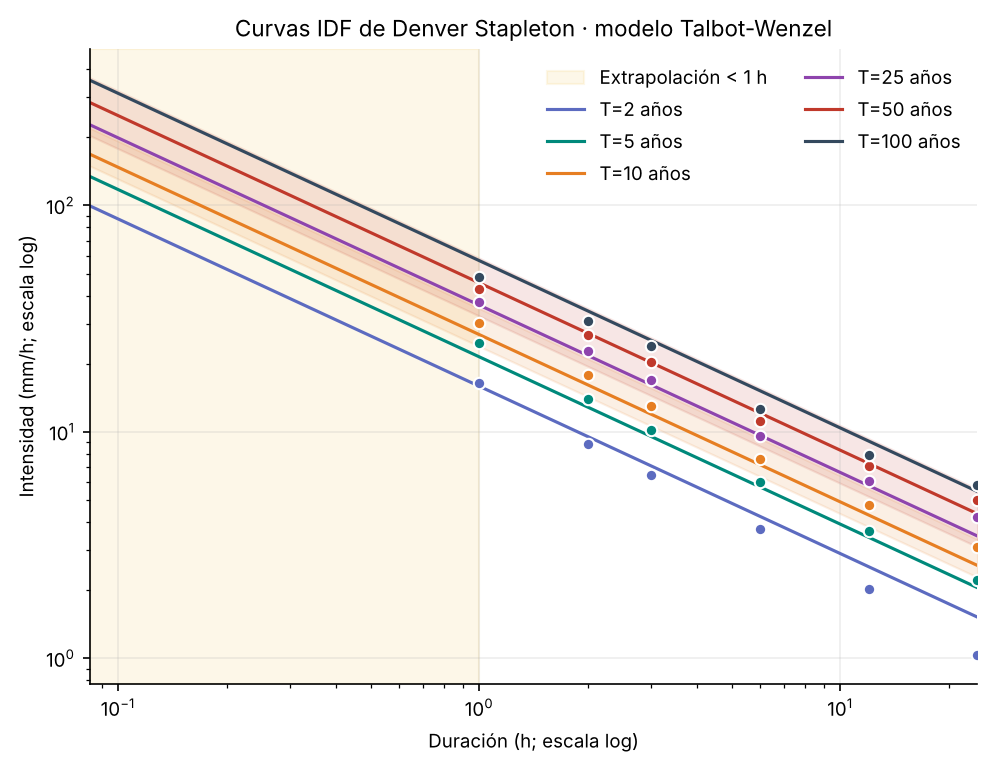 Curvas IDF de Denver Stapleton · modelo Talbot-Wenzel
Extrapolación < 1 h
T=2 años
T=5 años
T=10 años
T=25 años
T=50 años
T=100 años
Intensidad (mm/h; escala log)
10²
10¹
10⁰
10⁻¹
10⁰
10¹
Duración (h; escala log)